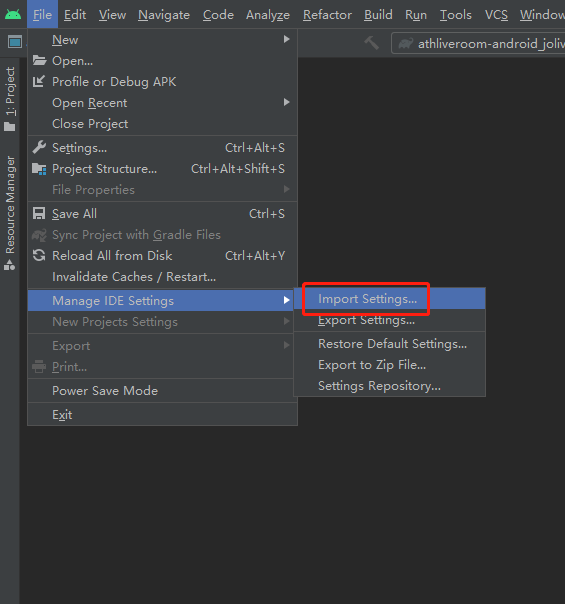 File Edit View Navigate Code Analyze Refactor Build Run Tools VCS Window
athliveroom-android_joliv
1: Project
Resource Manager
New
Open...
Profile or Debug APK
Open Recent
Close Project
Settings... Ctrl+Alt+S
Project Structure... Ctrl+Alt+Shift+S
File Properties
Save All Ctrl+S
Sync Project with Gradle Files
Reload All from Disk Ctrl+Alt+Y
Invalidate Caches / Restart...
Manage IDE Settings
New Projects Settings
Export
Print...
Power Save Mode
Exit
Import Settings...
Export Settings...
Restore Default Settings...
Export to Zip File...
Settings Repository...